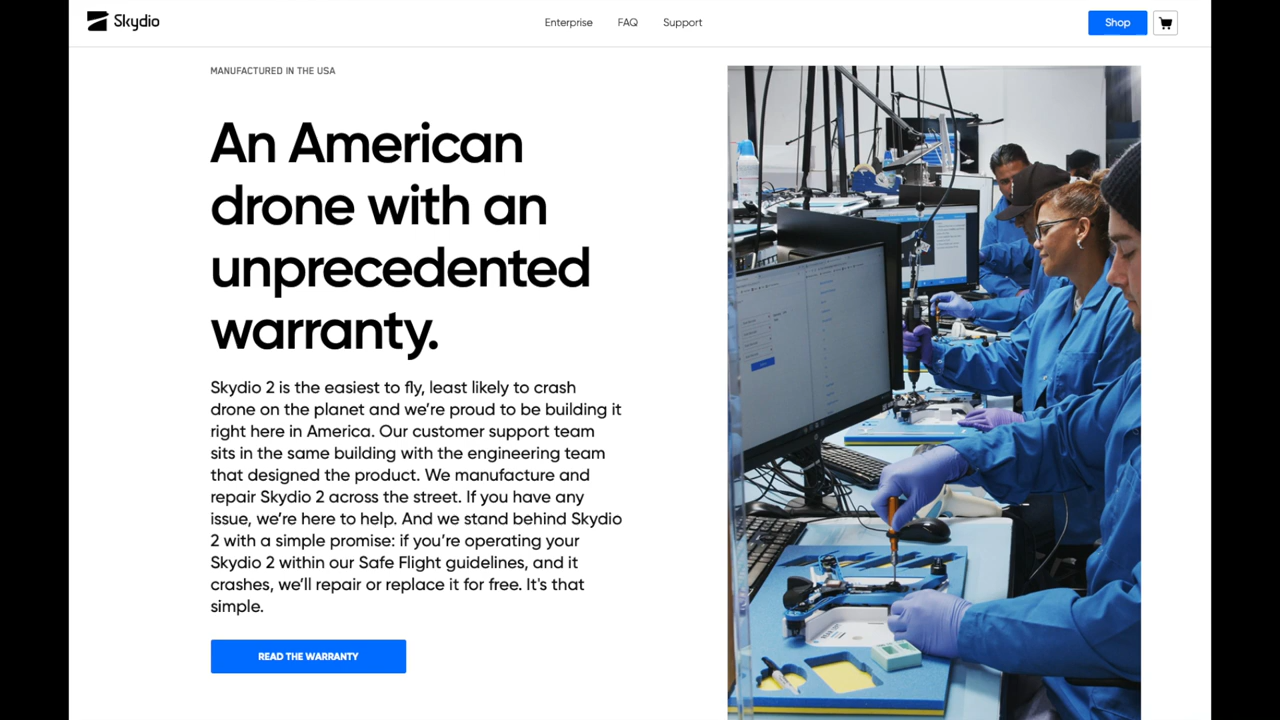 Skydio
Enterprise
FAQ
Support
Shop
MANUFACTURED IN THE USA
An American
drone with an
unprecedented
warranty.
Skydio 2 is the easiest to fly, least likely to crash
drone on the planet and we’re proud to be building it
right here in America. Our customer support team
sits in the same building with the engineering team
that designed the product. We manufacture and
repair Skydio 2 across the street. If you have any
issue, we’re here to help. And we stand behind Skydio
2 with a simple promise: if you’re operating your
Skydio 2 within our Safe Flight guidelines, and it
crashes, we’ll repair or replace it for free. It's that
simple.
READ THE WARRANTY